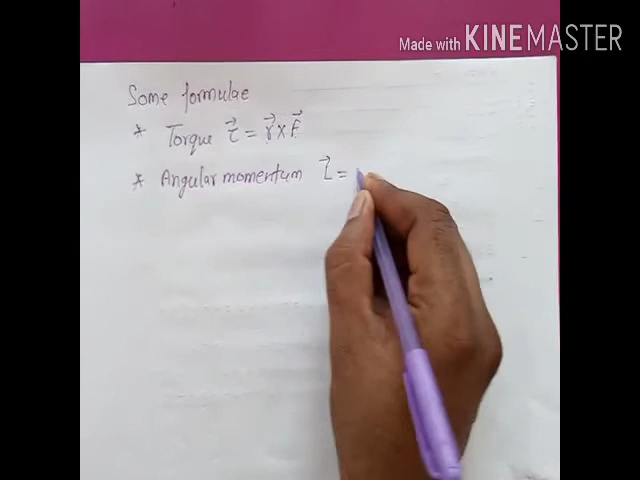 Made with KINEMASTER
Some formulae
* Torque τ⃗ = r⃗ × F⃗
* Angular momentum L⃗ =